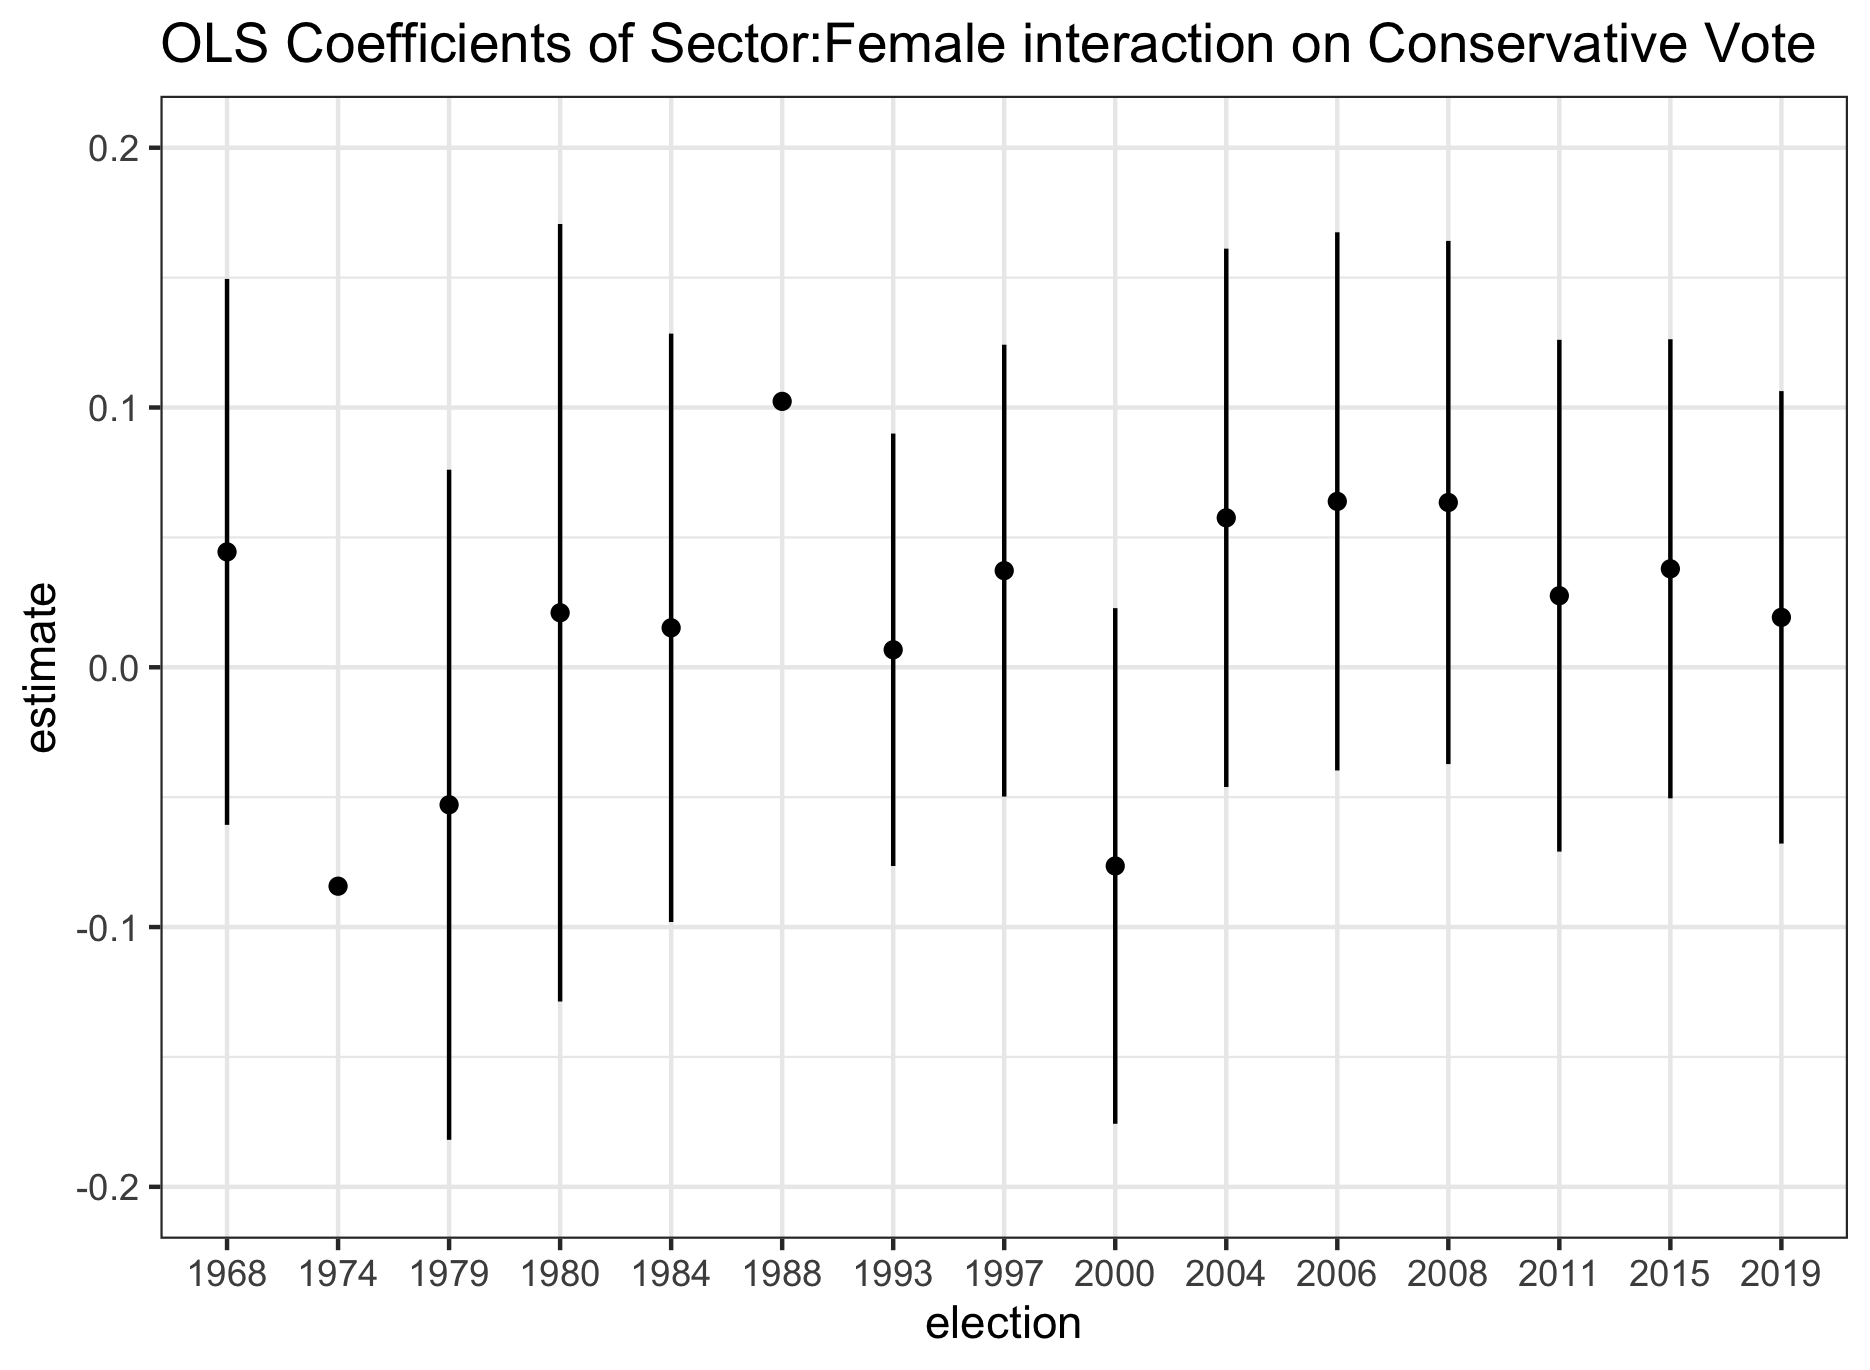 OLS Coefficients of Sector:Female interaction on Conservative Vote
0.2
0.1
0.0
-0.1
-0.2
estimate
1968 1974 1979 1980 1984 1988 1993 1997 2000 2004 2006 2008 2011 2015 2019
election